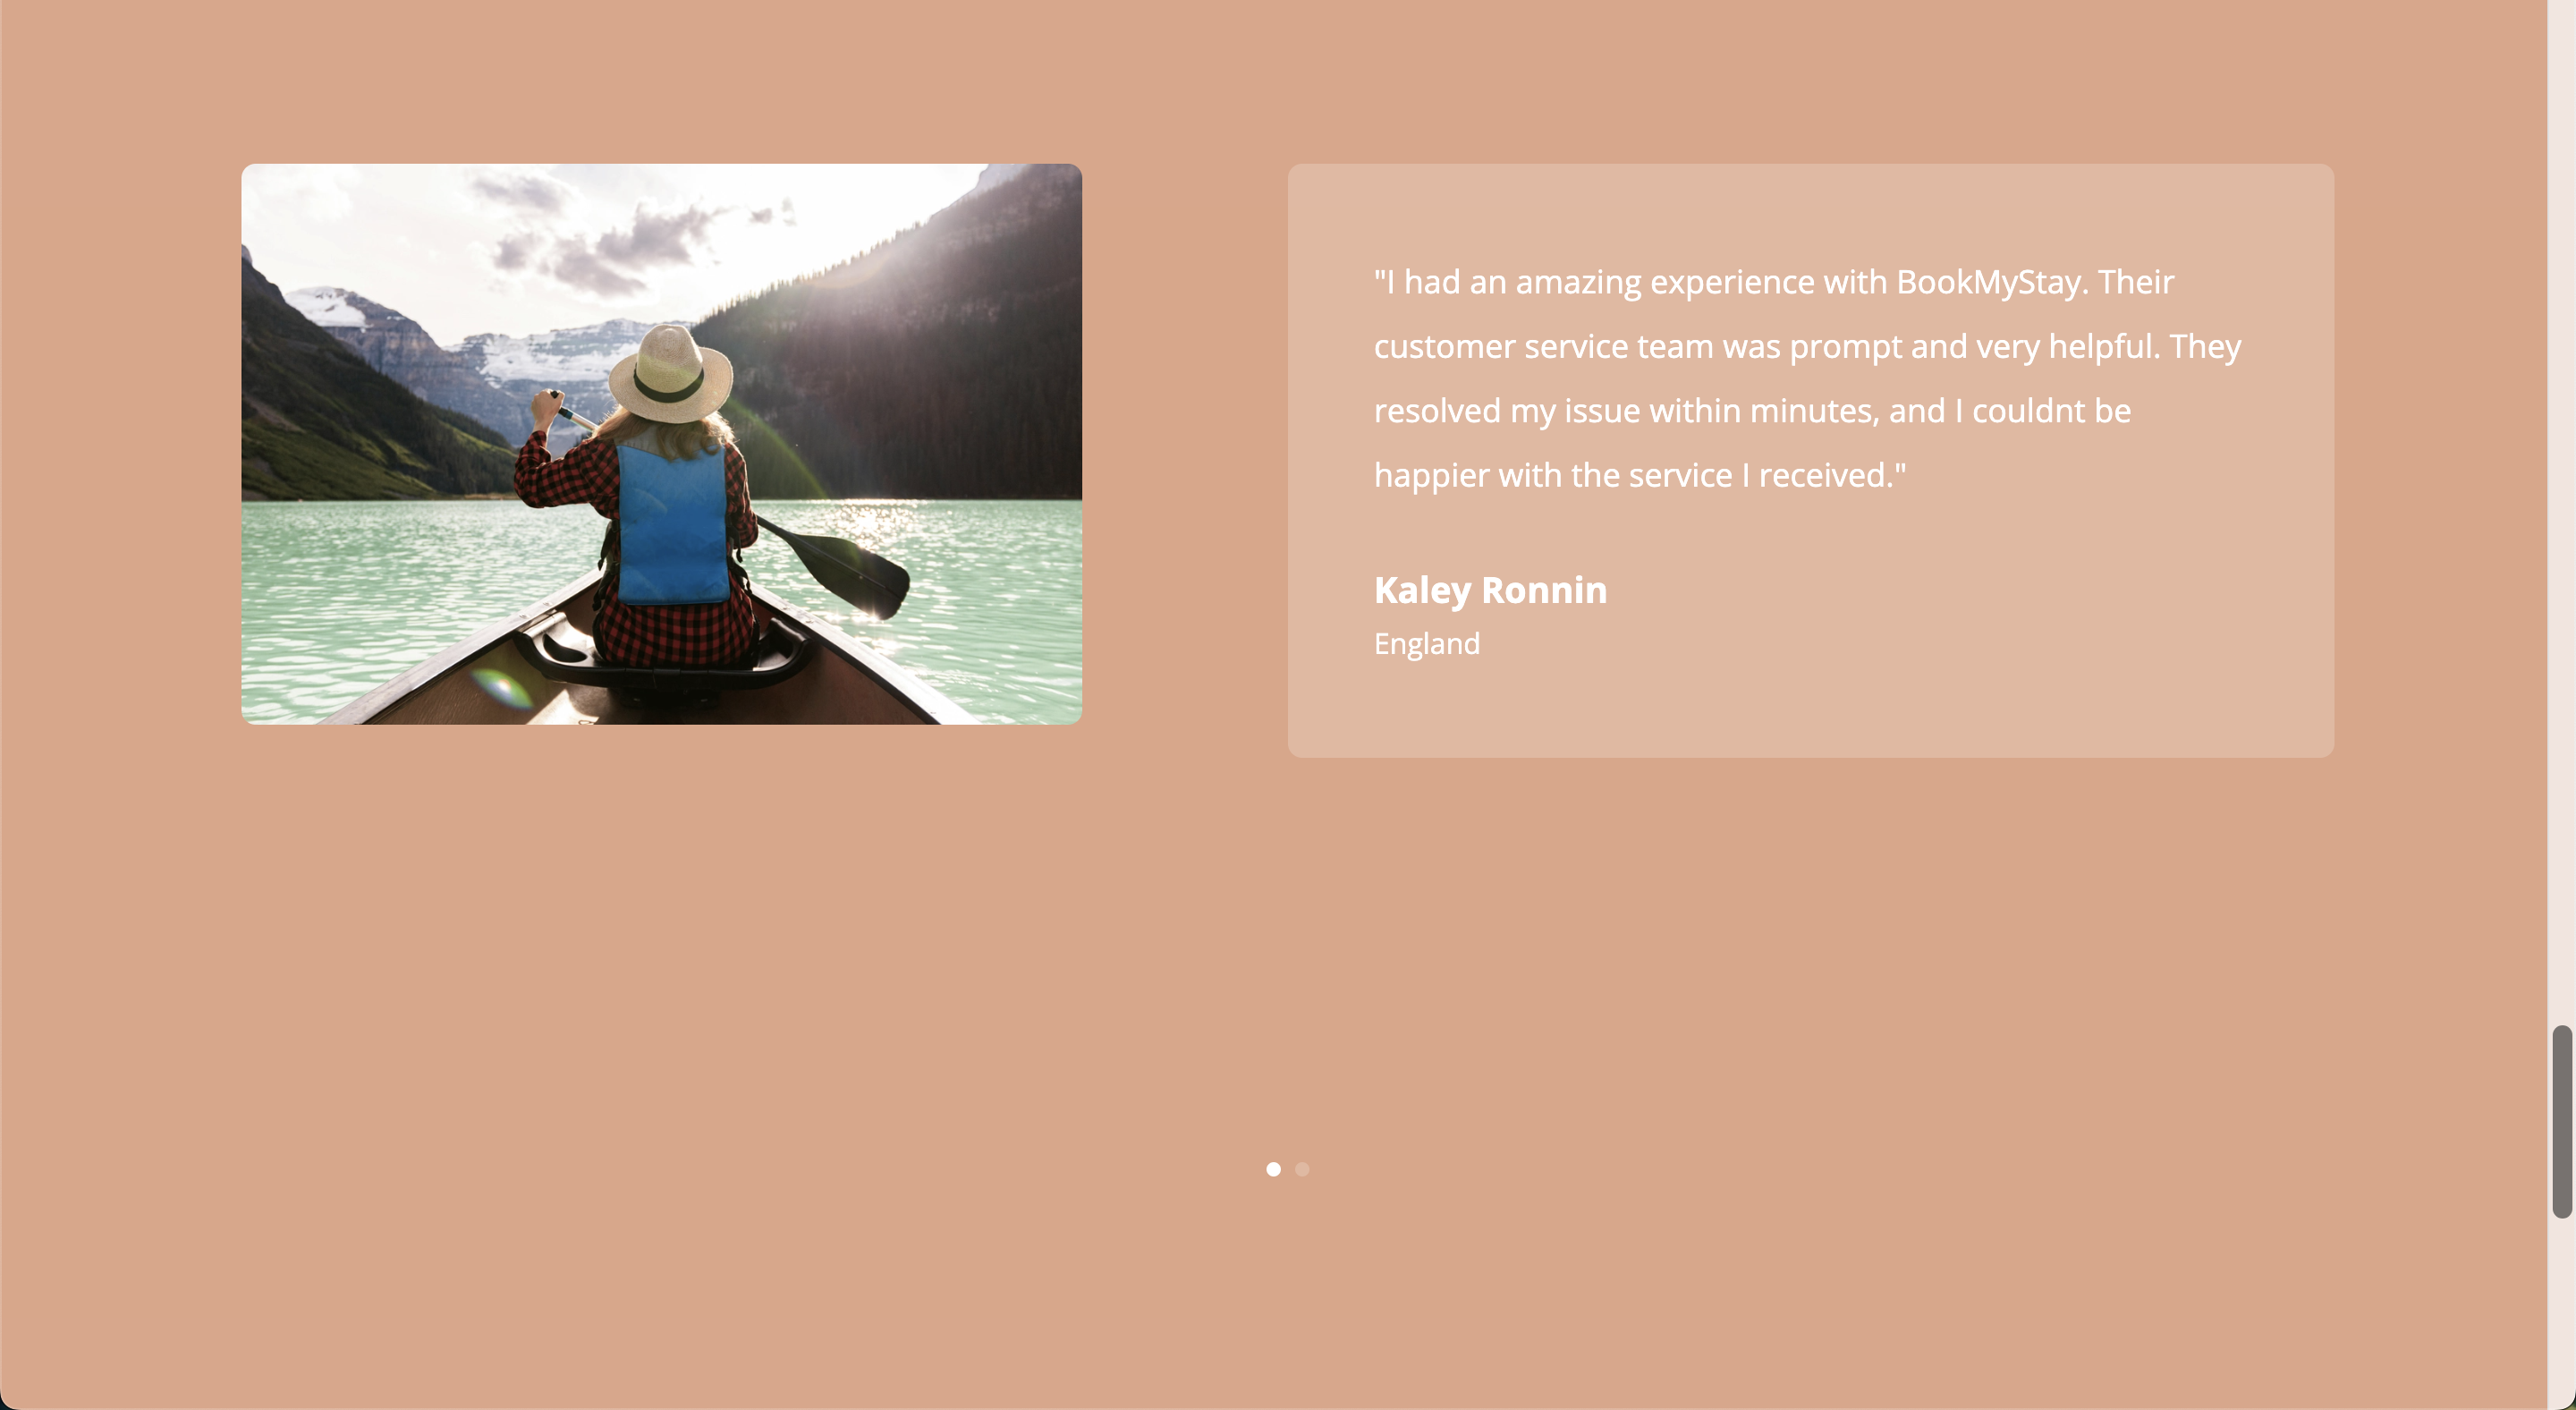 "I had an amazing experience with BookMyStay. Their
customer service team was prompt and very helpful. They
resolved my issue within minutes, and I couldnt be
happier with the service I received."
Kaley Ronnin
England